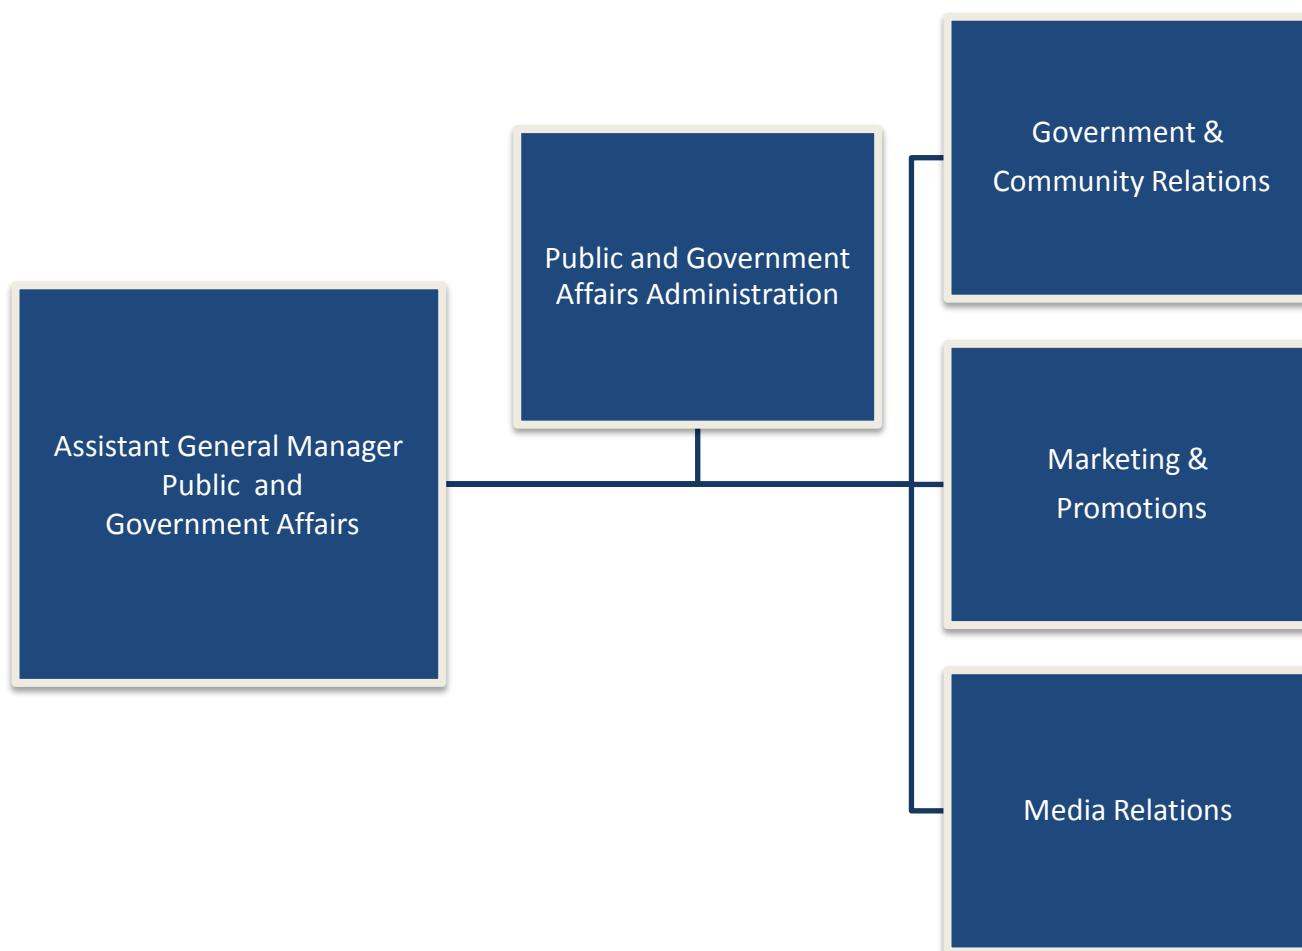 Assistant General Manager
Public  and
Government Affairs
Public and Government
Affairs Administration
Government &
Community Relations
Marketing &
Promotions
Media Relations